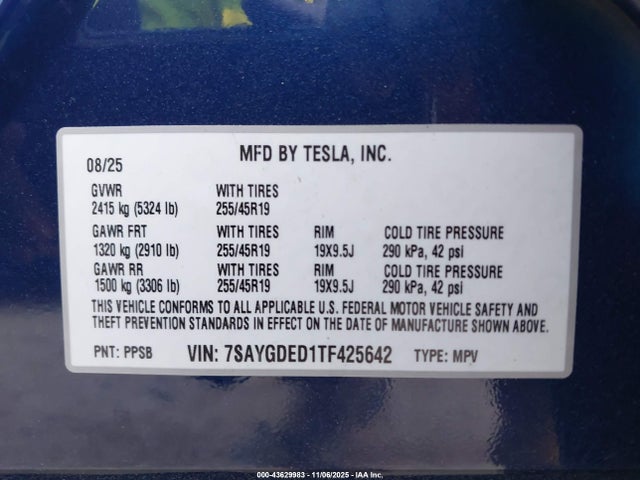 MFD BY TESLA, INC.
08/25
GVWR WITH TIRES
2415 kg (5324 lb) 255/45R19
GAWR FRT WITH TIRES RIM COLD TIRE PRESSURE
1320 kg (2910 lb) 255/45R19 19X9.5J 290 kPa, 42 psi
GAWR RR WITH TIRES RIM COLD TIRE PRESSURE
1500 kg (3306 lb) 255/45R19 19X9.5J 290 kPa, 42 psi
THIS VEHICLE CONFORMS TO ALL APPLICABLE U.S. FEDERAL MOTOR VEHICLE SAFETY AND
THEFT PREVENTION STANDARDS IN EFFECT ON THE DATE OF MANUFACTURE SHOWN ABOVE.
PNT: PPSB VIN: 7SAYGDED1TF425642 TYPE: MPV
000-43629983 - 11/06/2025 - IAA Inc.